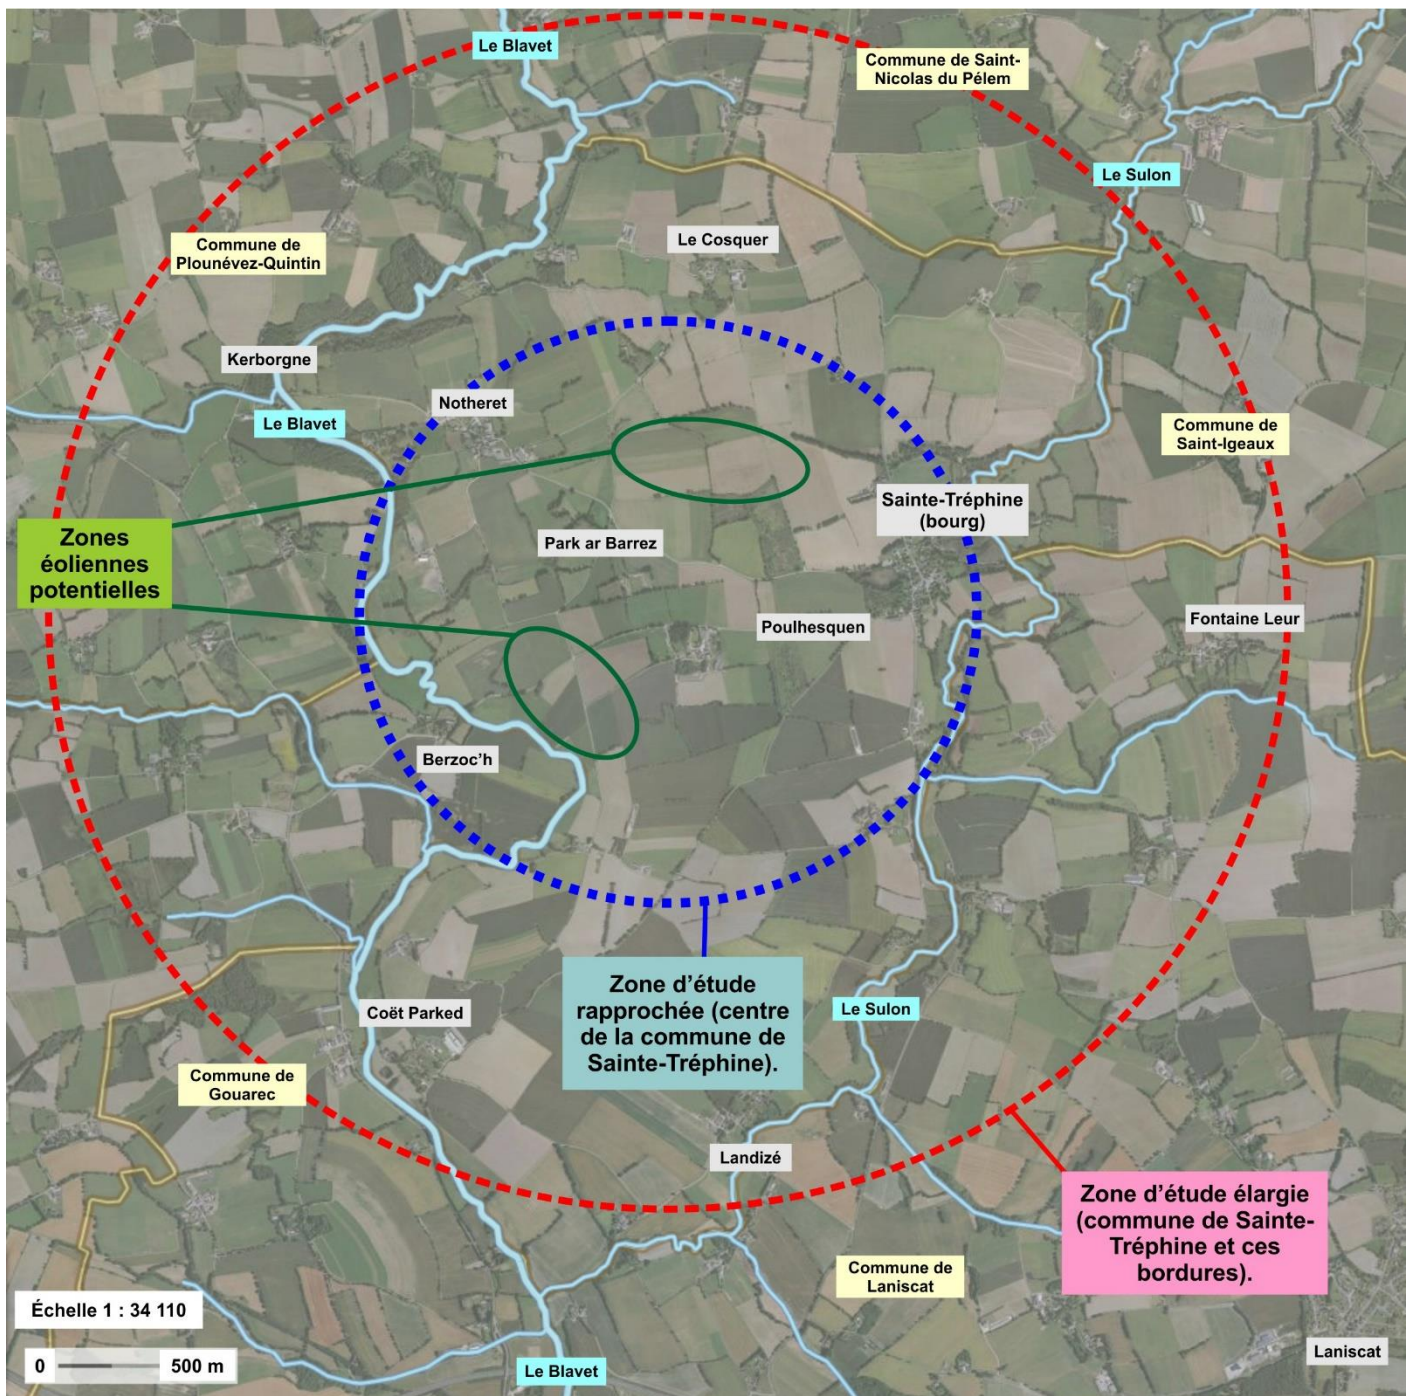 Le Blavet
Commune de Saint-
Nicolas du Pélem
Le Sulon
Commune de
Plounévez-Quintin
Le Cosquer
Kerborgne
Notheret
Le Blavet
Commune de
Saint-Igeaux
Sainte-Tréphine
(bourg)
Zones
éoliennes
potentielles
Park ar Barrez
Poulhesquen
Fontaine Leur
Berzoc'h
Zone d'étude
rapprochée (centre
de la commune de
Sainte-Tréphine).
Coët Parked
Le Sulon
Commune de
Gouarec
Landizé
Zone d'étude élargie
(commune de Sainte-
Tréphine et ces
bordures).
Commune de
Laniscat
Échelle 1 : 34 110
0 500 m
Le Blavet
Laniscat